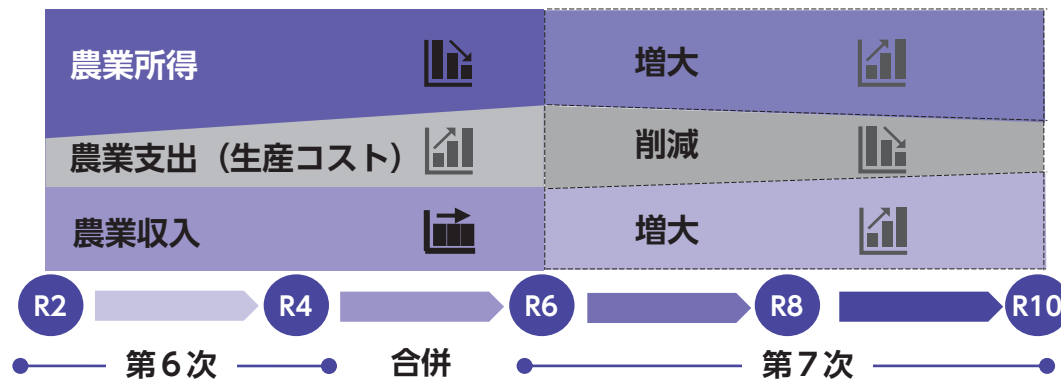 農業所得
増大
農業支出（生産コスト）
削減
農業収入
増大
R2 R4 R6 R8 R10
第6次 合併 第7次